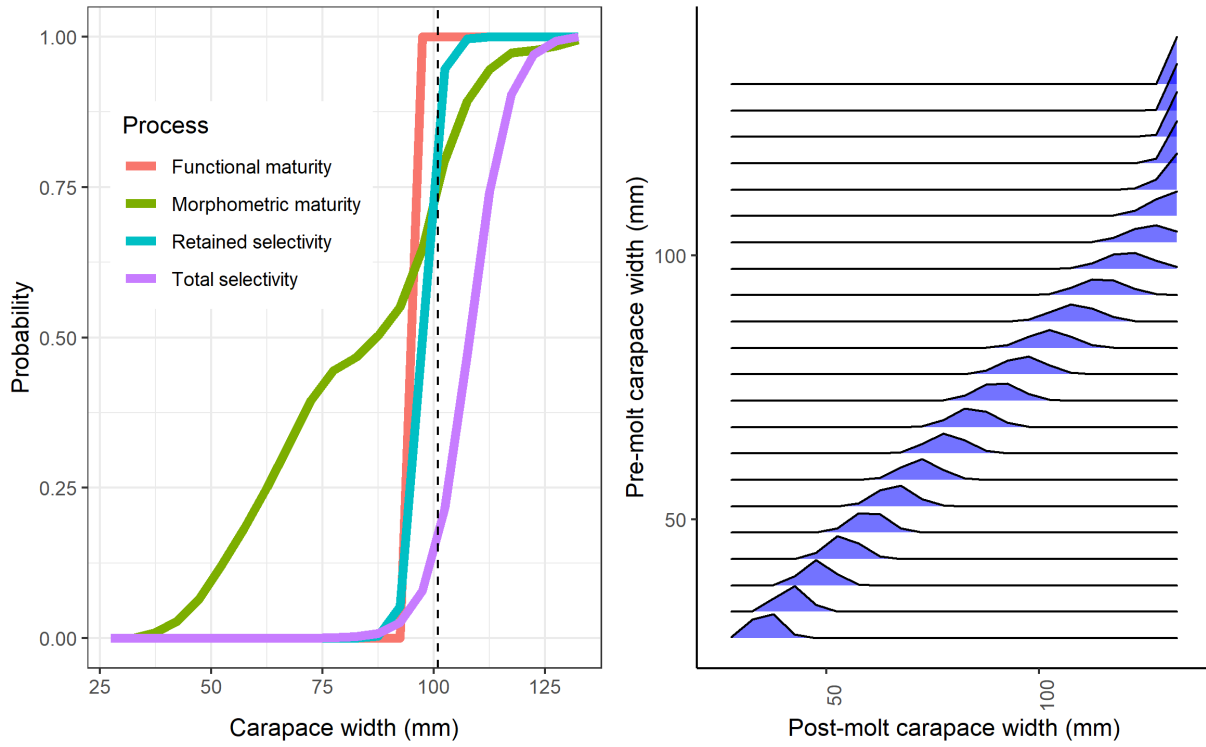 1.00
0.75
0.50
0.25
0.00
Probability
Process
Functional maturity
Morphometric maturity
Retained selectivity
Total selectivity
25
50
75
100
125
Carapace width (mm)
Pre-molt carapace width (mm)
100
50
50
100
Post-molt carapace width (mm)